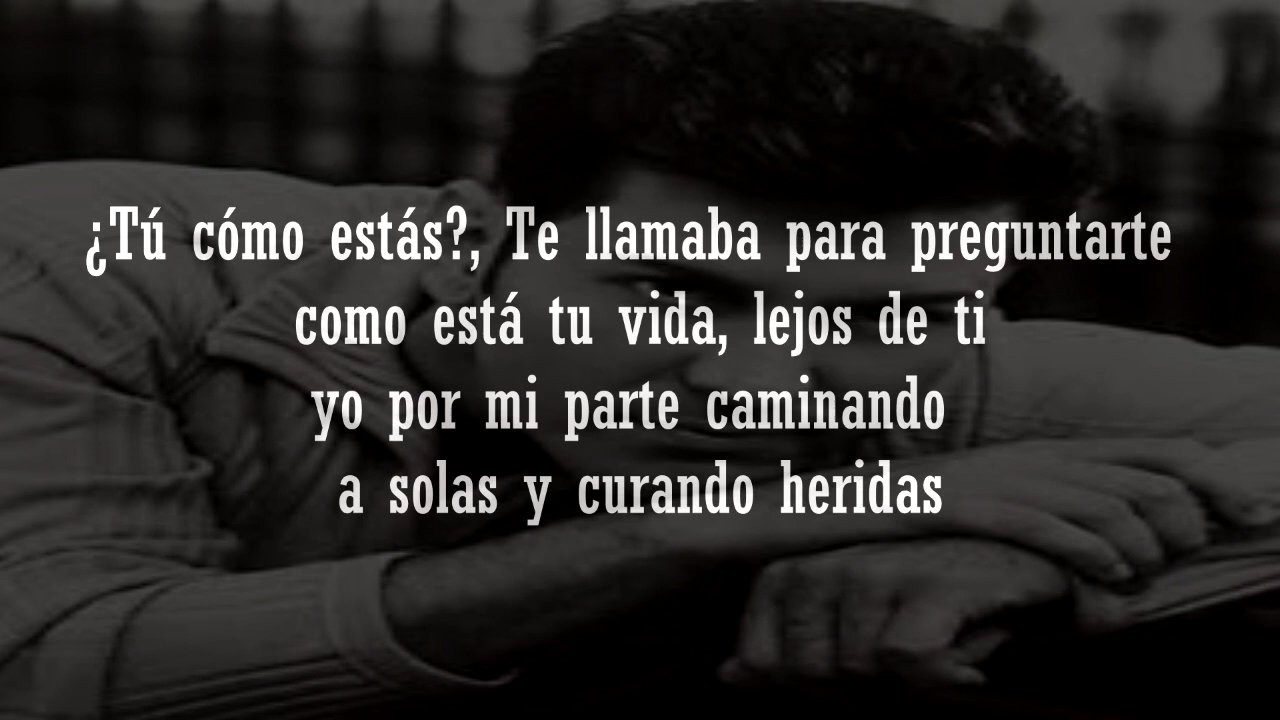 ¿Tú cómo estás?, Te llamaba para preguntarte
como está tu vida, lejos de ti
yo por mi parte caminando
a solas y curando heridas